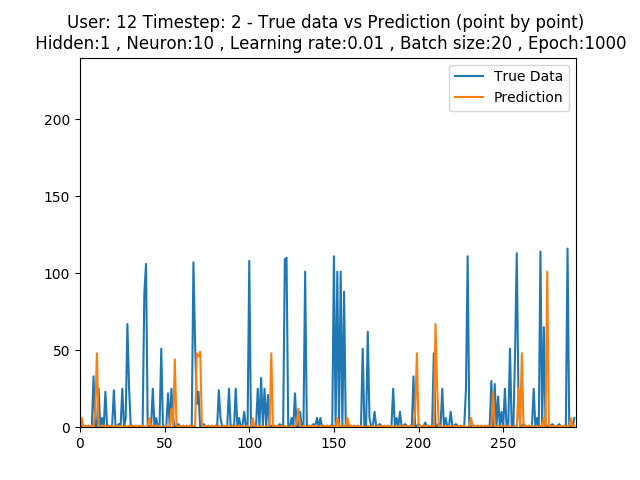 User: 12 Timestep: 2 - True data vs Prediction (point by point)
Hidden:1 , Neuron:10 , Learning rate:0.01 , Batch size:20 , Epoch:1000
True Data
Prediction
200
150
100
50
0
0 50 100 150 200 250